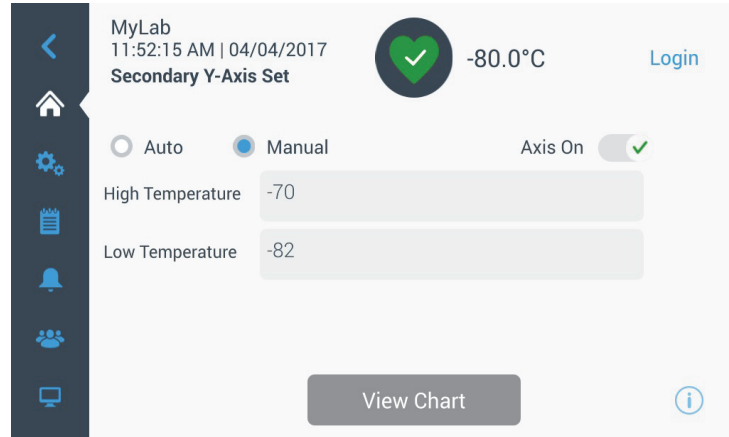 MyLab
11:52:15 AM | 04/04/2017
Secondary Y-Axis Set
-80.0°C
Login
Auto
Manual
Axis On
High Temperature
-70
Low Temperature
-82
View Chart
i